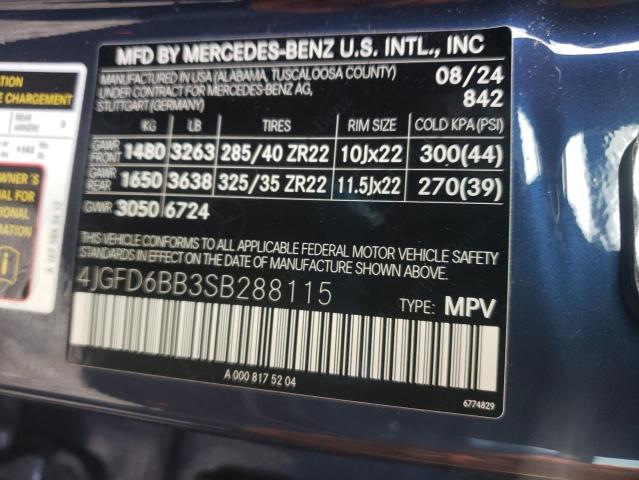 MFD BY MERCEDES-BENZ U.S. INTL., INC
MANUFACTURED IN USA (ALABAMA, TUSCALOOSA COUNTY) 08/24
UNDER CONTRACT FOR MERCEDES-BENZ AG,
STUTTGART (GERMANY) 842
KG LB TIRES RIM SIZE COLD KPA(PSI)
GAWR FRONT 1480 3263 285/40 ZR22 10Jx22 300(44)
GAWR REAR 1650 3638 325/35 ZR22 11.5Jx22 270(39)
GVWR 3050 6724
THIS VEHICLE CONFORMS TO ALL APPLICABLE FEDERAL MOTOR VEHICLE SAFETY
STANDARDS IN EFFECT ON THE DATE OF MANUFACTURE SHOWN ABOVE.
4JGFD6BB3SB288115 TYPE: MPV
A 000 817 52 04
6774829
CHARGEMENT
REAR
OWNER'S
MANUAL FOR